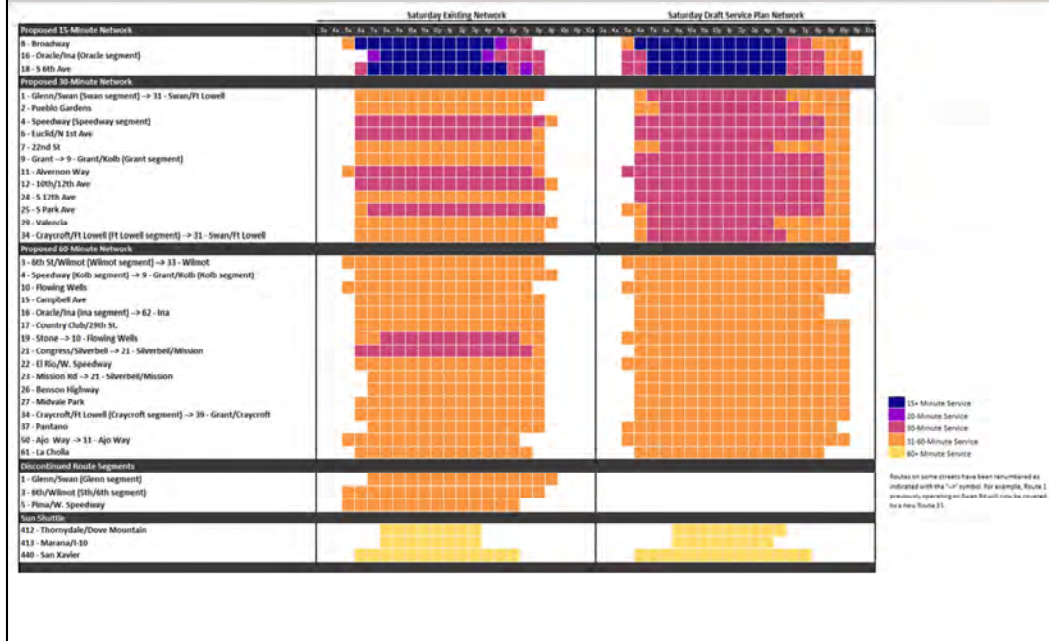 Saturday Existing Network
Saturday Draft Service Plan Network
Proposed 15-Minute Network
8 - Broadway
16 - Oracle/Ina (Oracle segment)
18 - S 6th Ave
Proposed 30-Minute Network
1 - Glenn/Swan (Swan segment) --> 31 - Swan/Ft Lowell
2 - Pueblo Gardens
4 - Speedway (Speedway segment)
6 - Euclid/N 1st Ave
7 - 22nd St
9 - Grant --> 9 - Grant/Kolb (Grant segment)
11 - Alvernon Way
12 - 10th/12th Ave
24 - S 12th Ave
25 - S Park Ave
29 - Valencia
34 - Craycroft/Ft Lowell (Ft Lowell segment) --> 31 - Swan/Ft Lowell
Proposed 60-Minute Network
3 - 6th St/Wilmot (Wilmot segment) --> 33 - Wilmot
4 - Speedway (Kolb segment) --> 9 - Grant/Kolb (Kolb segment)
10 - Flowing Wells
15 - Campbell Ave
16 - Oracle/Ina (Ina segment) --> 62 - Ina
17 - Country Club/29th St.
19 - Stone --> 10 - Flowing Wells
21 - Congress/Silverbell --> 21 - Silverbell/Mission
22 - El Rio/W. Speedway
23 - Mission Rd --> 21 - Silverbell/Mission
26 - Benson Highway
27 - Midvale Park
34 - Craycroft/Ft Lowell (Craycroft segment) --> 39 - Grant/Craycroft
37 - Pantano
50 - Ajo Way --> 11 - Ajo Way
61 - La Cholla
Discontinued Route Segments
1 - Glenn/Swan (Glenn segment)
3 - 6th/Wilmot (5th/6th segment)
5 - Pima/W. Speedway
Sun Shuttle
412 - Thornydale/Dove Mountain
413 - Marana/I-10
440 - San Xavier
15+ Minute Service
20-Minute Service
30-Minute Service
31-60-Minute Service
60+ Minute Service
Routes on some streets have been renumbered as
indicated with the "-->" symbol. For example, Route 1
previously operating on Swan Rd will now be covered
by a new Route 31.